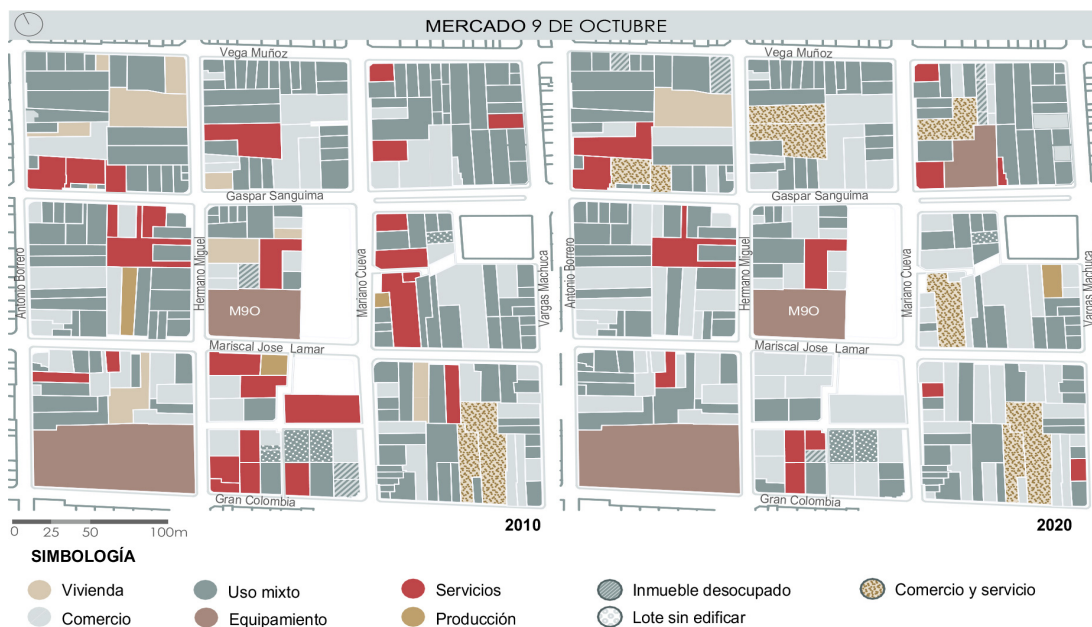 MERCADO 9 DE OCTUBRE
Vega Muñoz
Vega Muñoz
Gaspar Sanguima
Gaspar Sanguima
Antonio Borrero
Hermano Miguel
Mariano Cueva
Vargas Machuca
Antonio Borrero
Hermano Miguel
Mariano Cueva
Vargas Machuca
M9O
M9O
Mariscal Jose Lamar
Mariscal Jose Lamar
Gran Colombia
Gran Colombia
2010
2020
0 25 50 100m
SIMBOLOGÍA
Vivienda
Uso mixto
Servicios
Inmueble desocupado
Comercio y servicio
Comercio
Equipamiento
Producción
Lote sin edificar